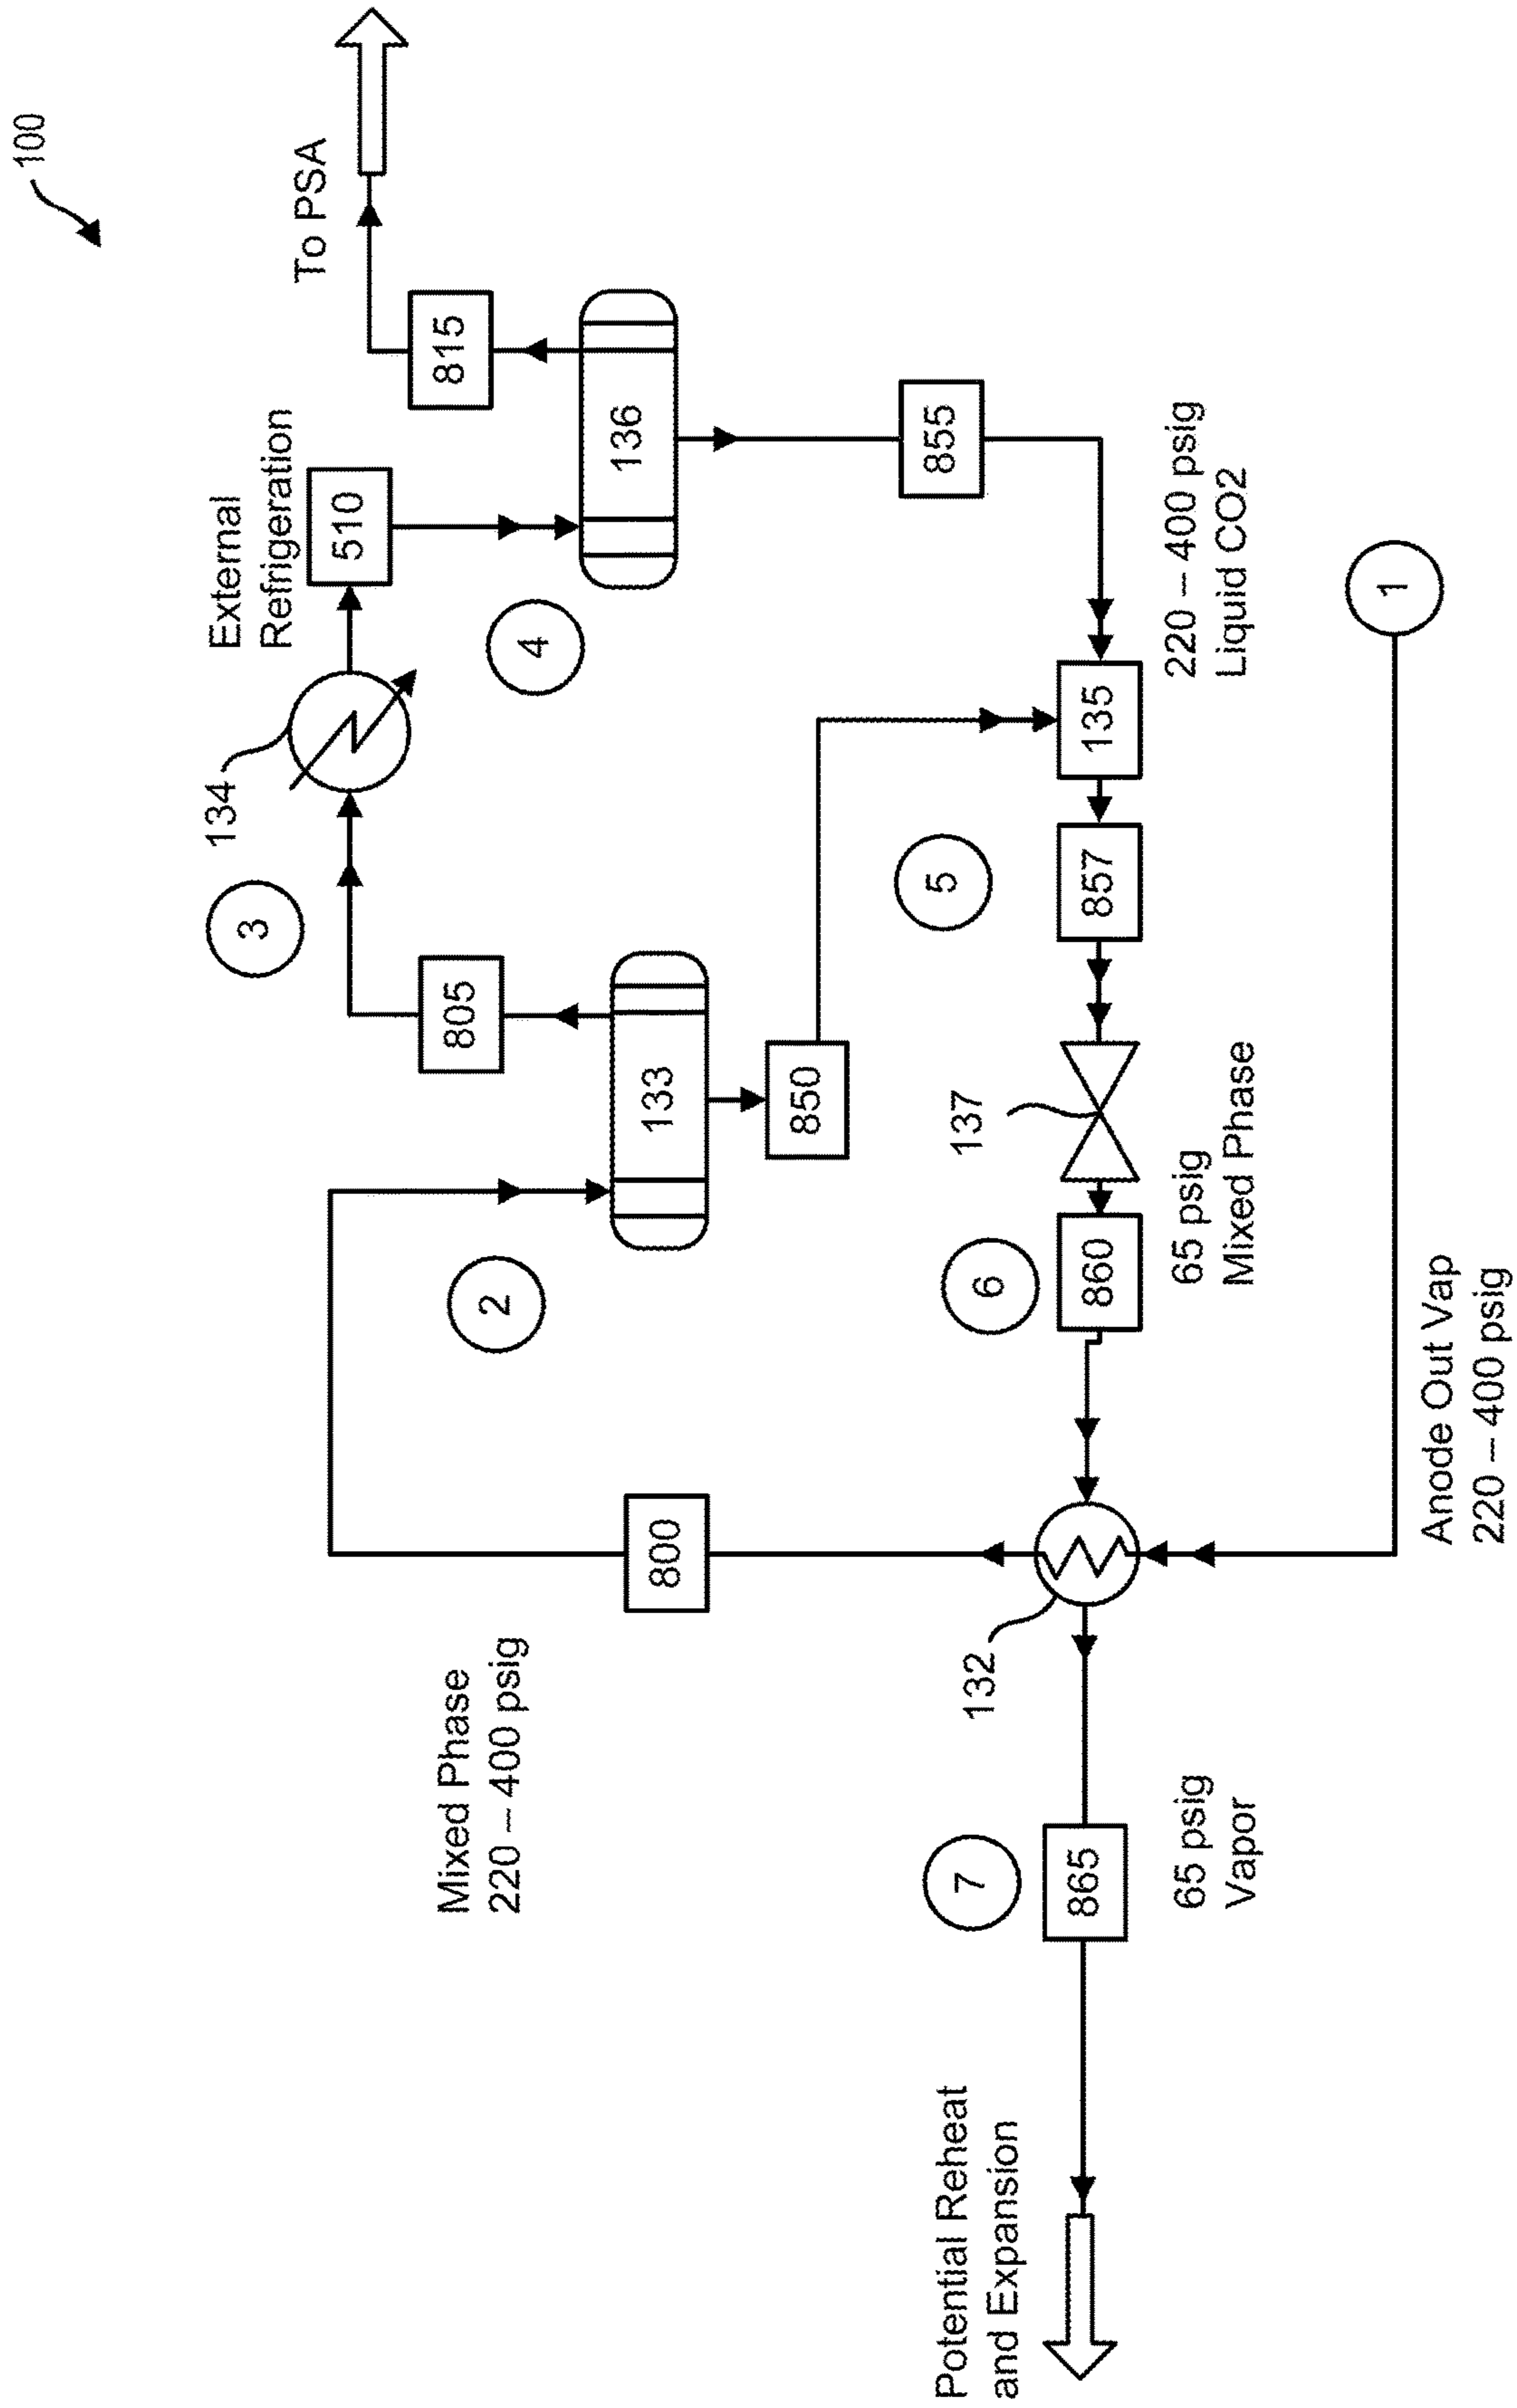 100
To PSA
815
136
External
Refrigeration
510
4
855
220 – 400 psig
Liquid CO2
1
134
3
135
805
5
857
133
850
137
2
6
860
65 psig
Mixed Phase
Anode Out Vap
220 – 400 psig
800
132
Mixed Phase
220 – 400 psig
7
865
65 psig
Vapor
Potential Reheat
and Expansion